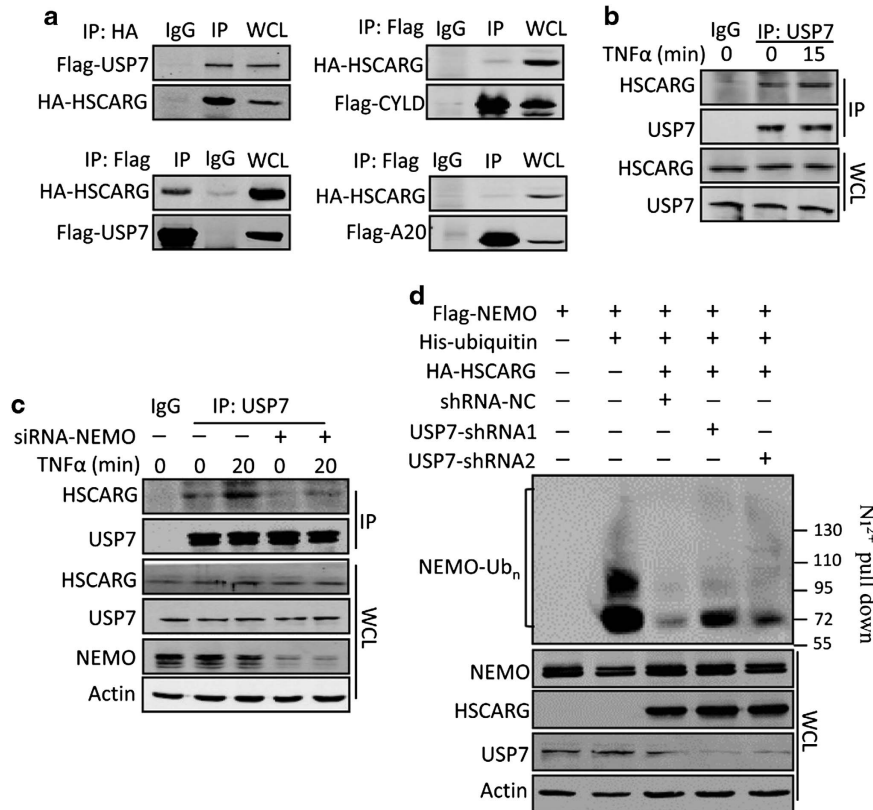 a
IP: HA IgG IP WCL
Flag-USP7
HA-HSCARG
IP: Flag IgG IP WCL
HA-HSCARG
Flag-CYLD
IP: Flag IP IgG WCL
HA-HSCARG
Flag-USP7
IP: Flag IgG IP WCL
HA-HSCARG
Flag-A20
b
IgG IP: USP7
TNFα (min) 0 0 15
HSCARG
USP7
IP
HSCARG
USP7
WCL
c
IgG IP: USP7
siRNA-NEMO − − − + +
TNFα (min) 0 0 20 0 20
HSCARG
USP7
IP
HSCARG
USP7
NEMO
Actin
WCL
d
Flag-NEMO + + + + +
His-ubiquitin − + + + +
HA-HSCARG − − + + +
shRNA-NC +
USP7-shRNA1 +
USP7-shRNA2 +
NEMO-Ubn
130
110
95
72
55
Ni2+ pull down
NEMO
HSCARG
USP7
Actin
WCL